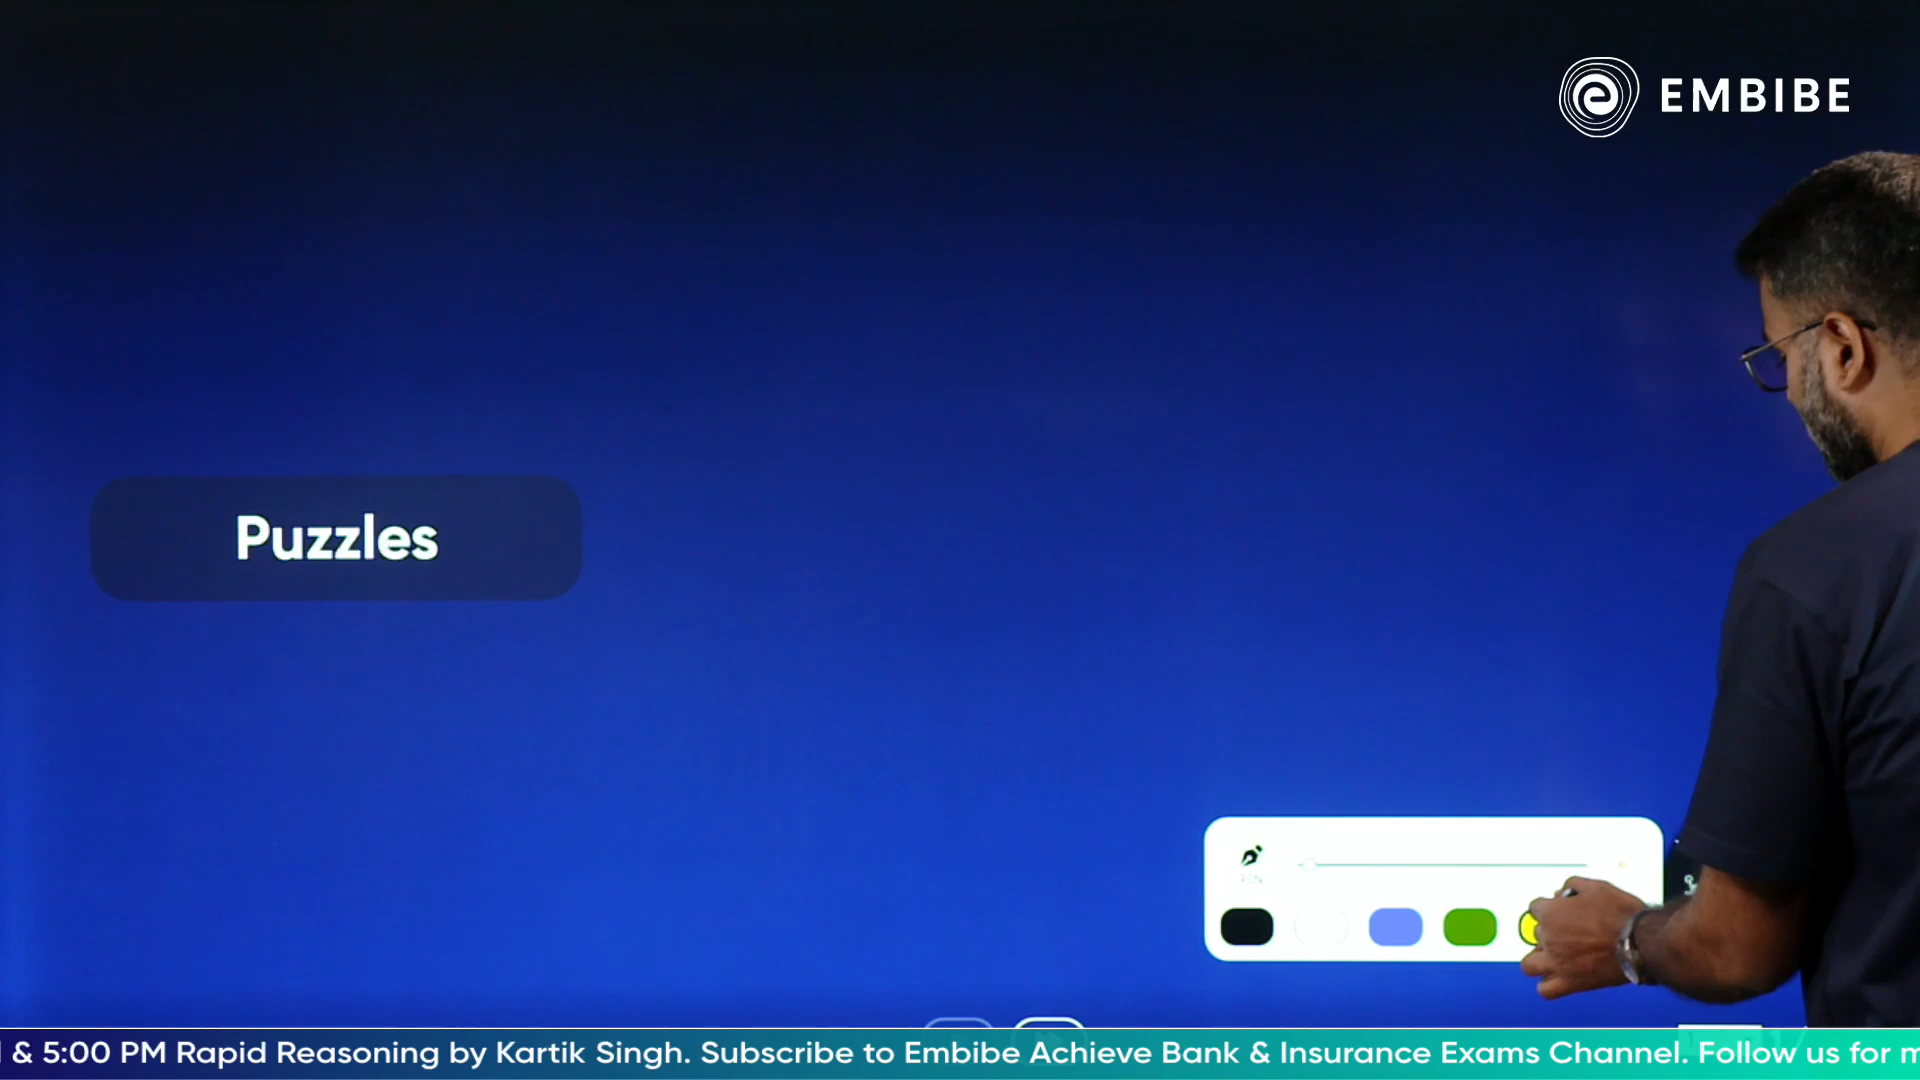 EMBIBE
Puzzles
& 5:00 PM Rapid Reasoning by Kartik Singh. Subscribe to Embibe Achieve Bank & Insurance Exams Channel. Follow us for